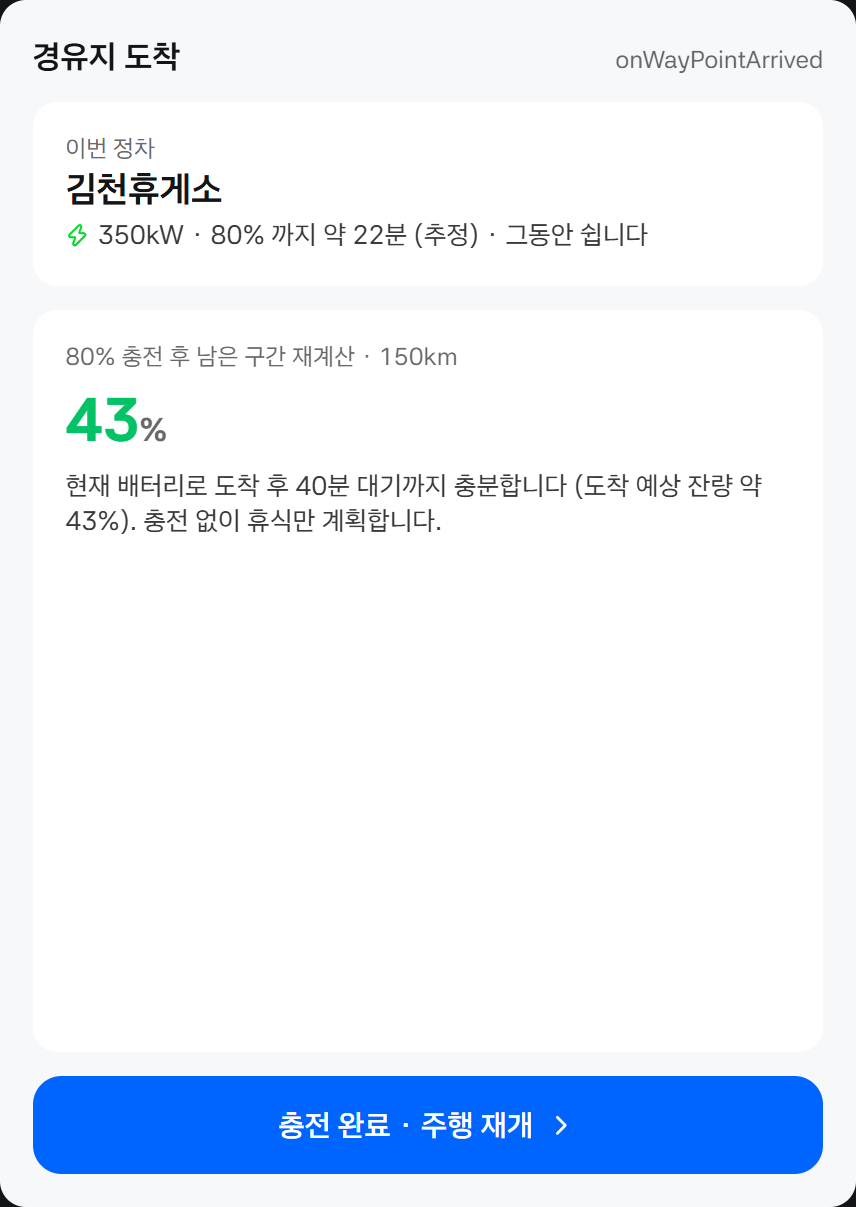 경유지 도착
onWayPointArrived
이번 정차
김천휴게소
350kW · 80% 까지 약 22분 (추정) · 그동안 쉽니다
80% 충전 후 남은 구간 재계산 · 150km
43%
현재 배터리로 도착 후 40분 대기까지 충분합니다 (도착 예상 잔량 약
43%). 충전 없이 휴식만 계획합니다.
충전 완료 · 주행 재개